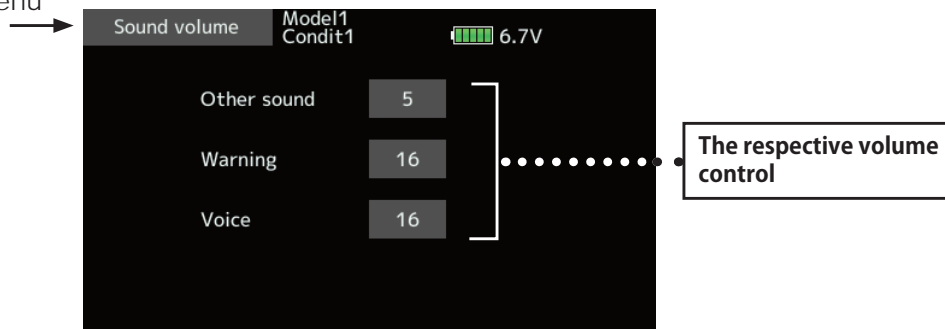 Sound volume
Model1
Condit1
6.7V
Other sound 5
Warning 16
Voice 16
The respective volume
control